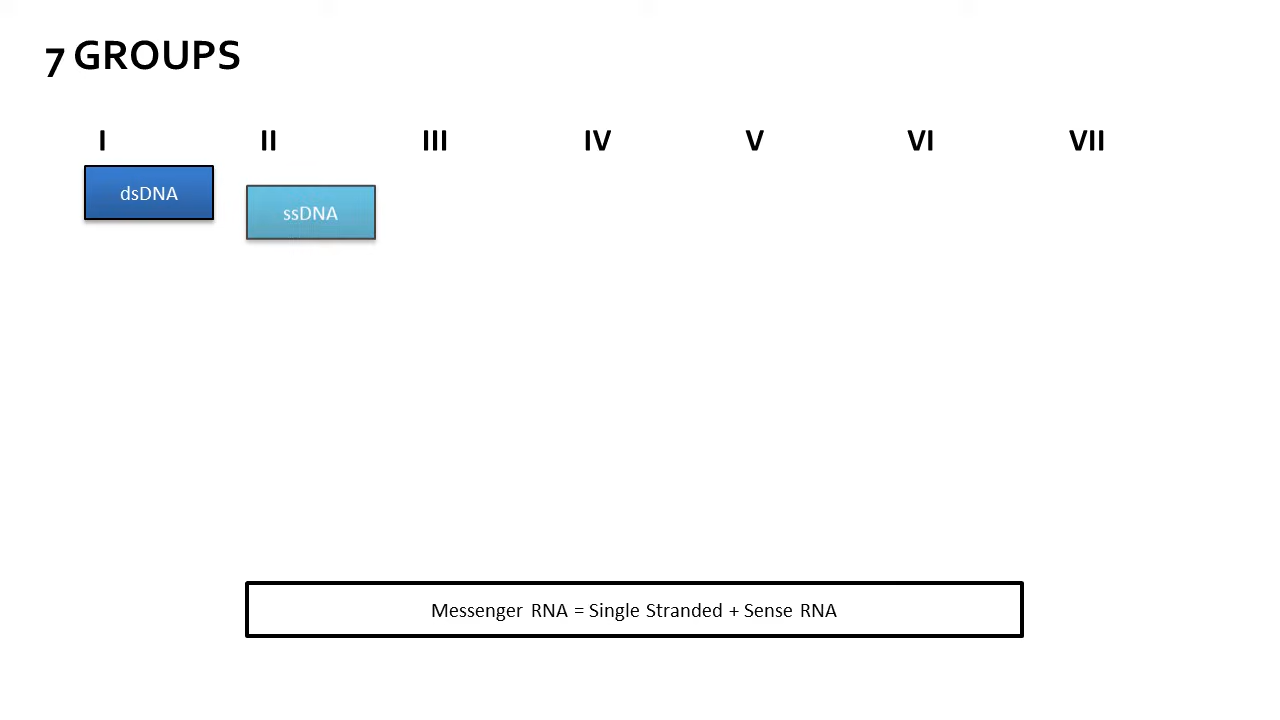 7 GROUPS
I II III IV V VI VII
dsDNA
ssDNA
Messenger RNA = Single Stranded + Sense RNA